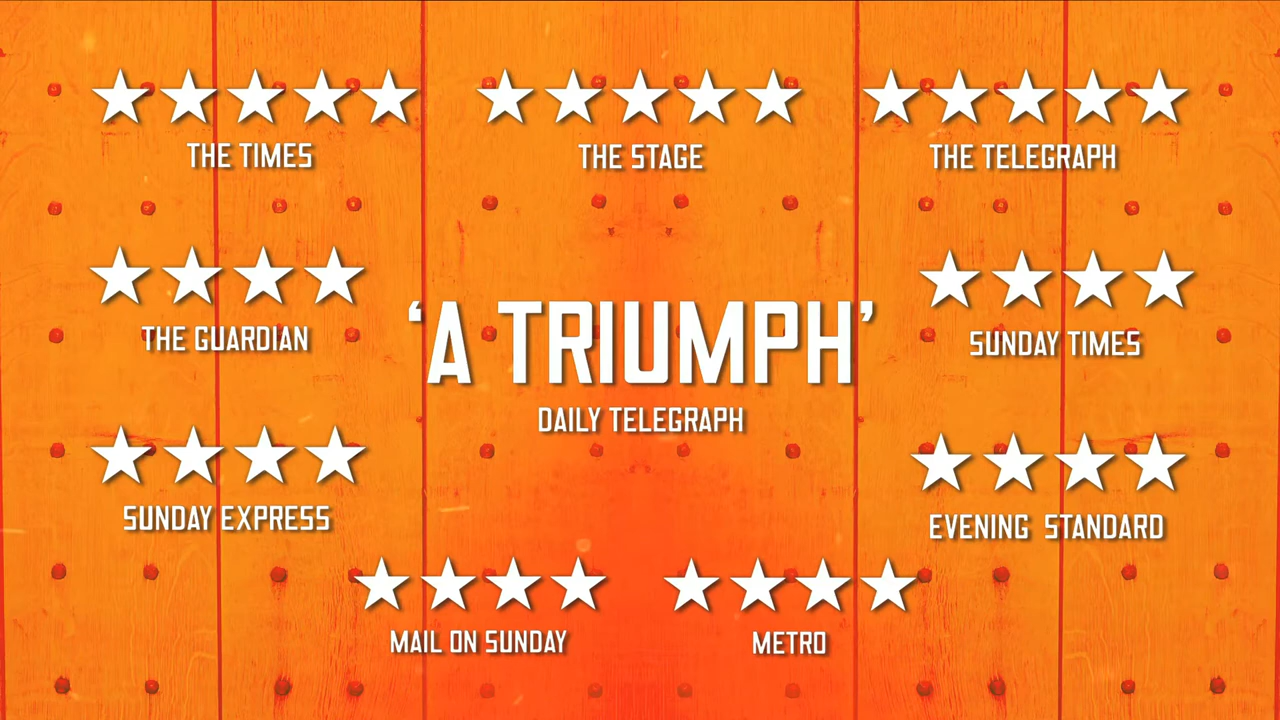 THE TIMES
THE STAGE
THE TELEGRAPH
THE GUARDIAN
‘A TRIUMPH’
DAILY TELEGRAPH
SUNDAY TIMES
SUNDAY EXPRESS
EVENING STANDARD
MAIL ON SUNDAY
METRO